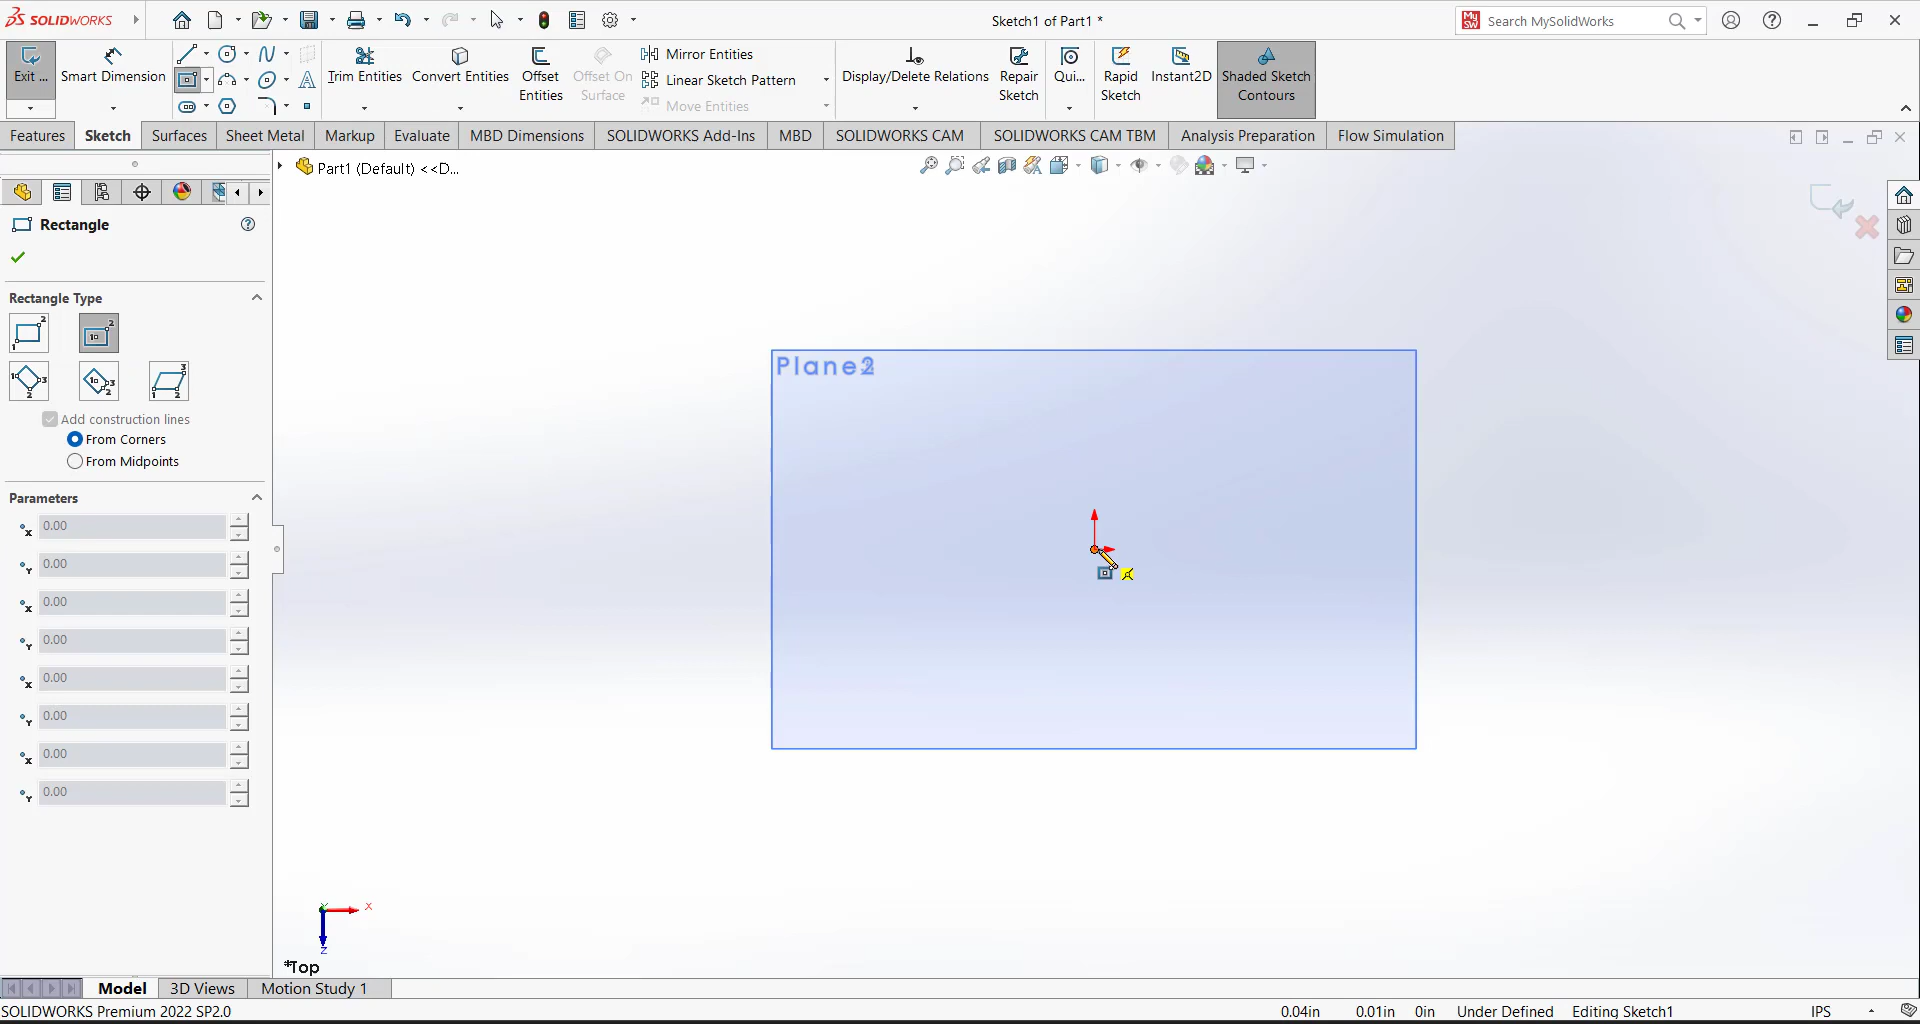 SOLIDWORKS
Sketch1 of Part1 *
Search MySolidWorks
My
SW
Exit ...
Smart Dimension
Trim Entities
Convert Entities
Offset
Entities
Offset On
Surface
Mirror Entities
Linear Sketch Pattern
Move Entities
Display/Delete Relations
Repair
Sketch
Qui...
Rapid
Sketch
Instant2D
Shaded Sketch
Contours
Features
Sketch
Surfaces
Sheet Metal
Markup
Evaluate
MBD Dimensions
SOLIDWORKS Add-Ins
MBD
SOLIDWORKS CAM
SOLIDWORKS CAM TBM
Analysis Preparation
Flow Simulation
Part1 (Default) <<D...
Rectangle
Rectangle Type
Add construction lines
From Corners
From Midpoints
Parameters
x 0.00
Y 0.00
x 0.00
Y 0.00
x 0.00
Y 0.00
x 0.00
Y 0.00
X
Y
Z
*Top
Model
3D Views
Motion Study 1
SOLIDWORKS Premium 2022 SP2.0
0.04in
0.01in
0in
Under Defined
Editing Sketch1
IPS